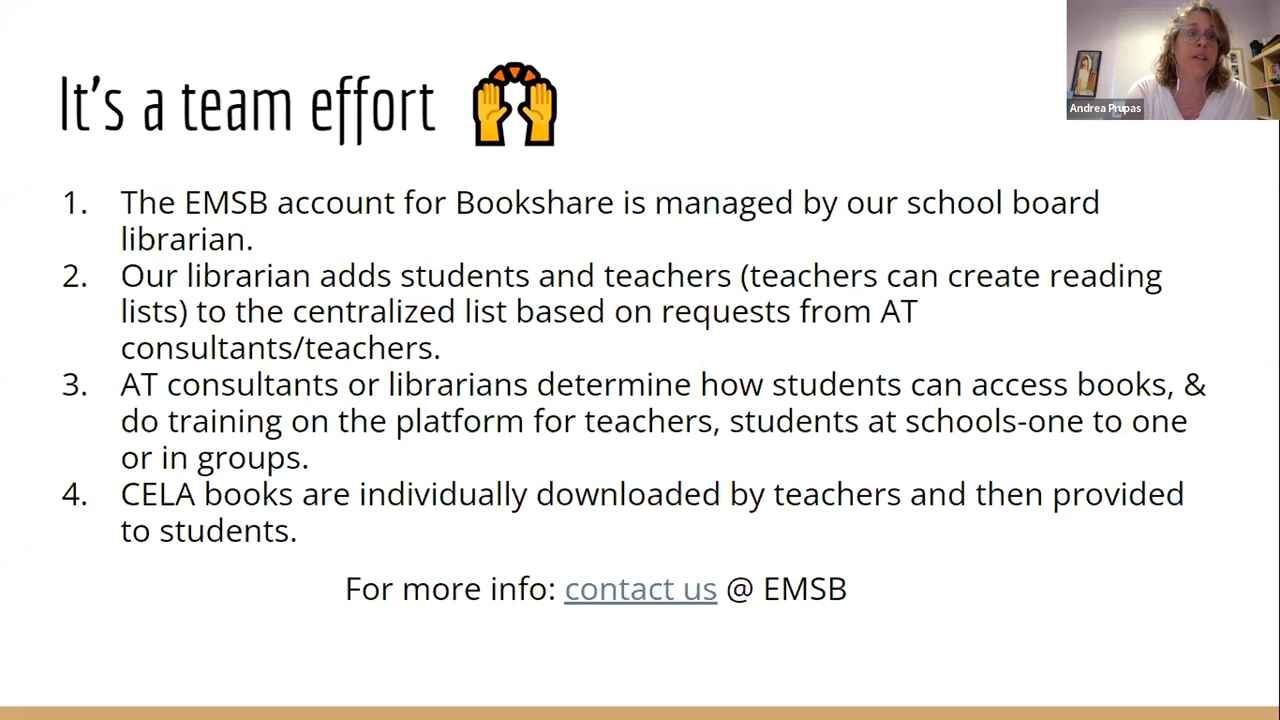 It's a team effort
Andrea Prupas
1. The EMSB account for Bookshare is managed by our school board
librarian.
2. Our librarian adds students and teachers (teachers can create reading
lists) to the centralized list based on requests from AT
consultants/teachers.
3. AT consultants or librarians determine how students can access books, &
do training on the platform for teachers, students at schools-one to one
or in groups.
4. CELA books are individually downloaded by teachers and then provided
to students.
For more info: contact us @ EMSB